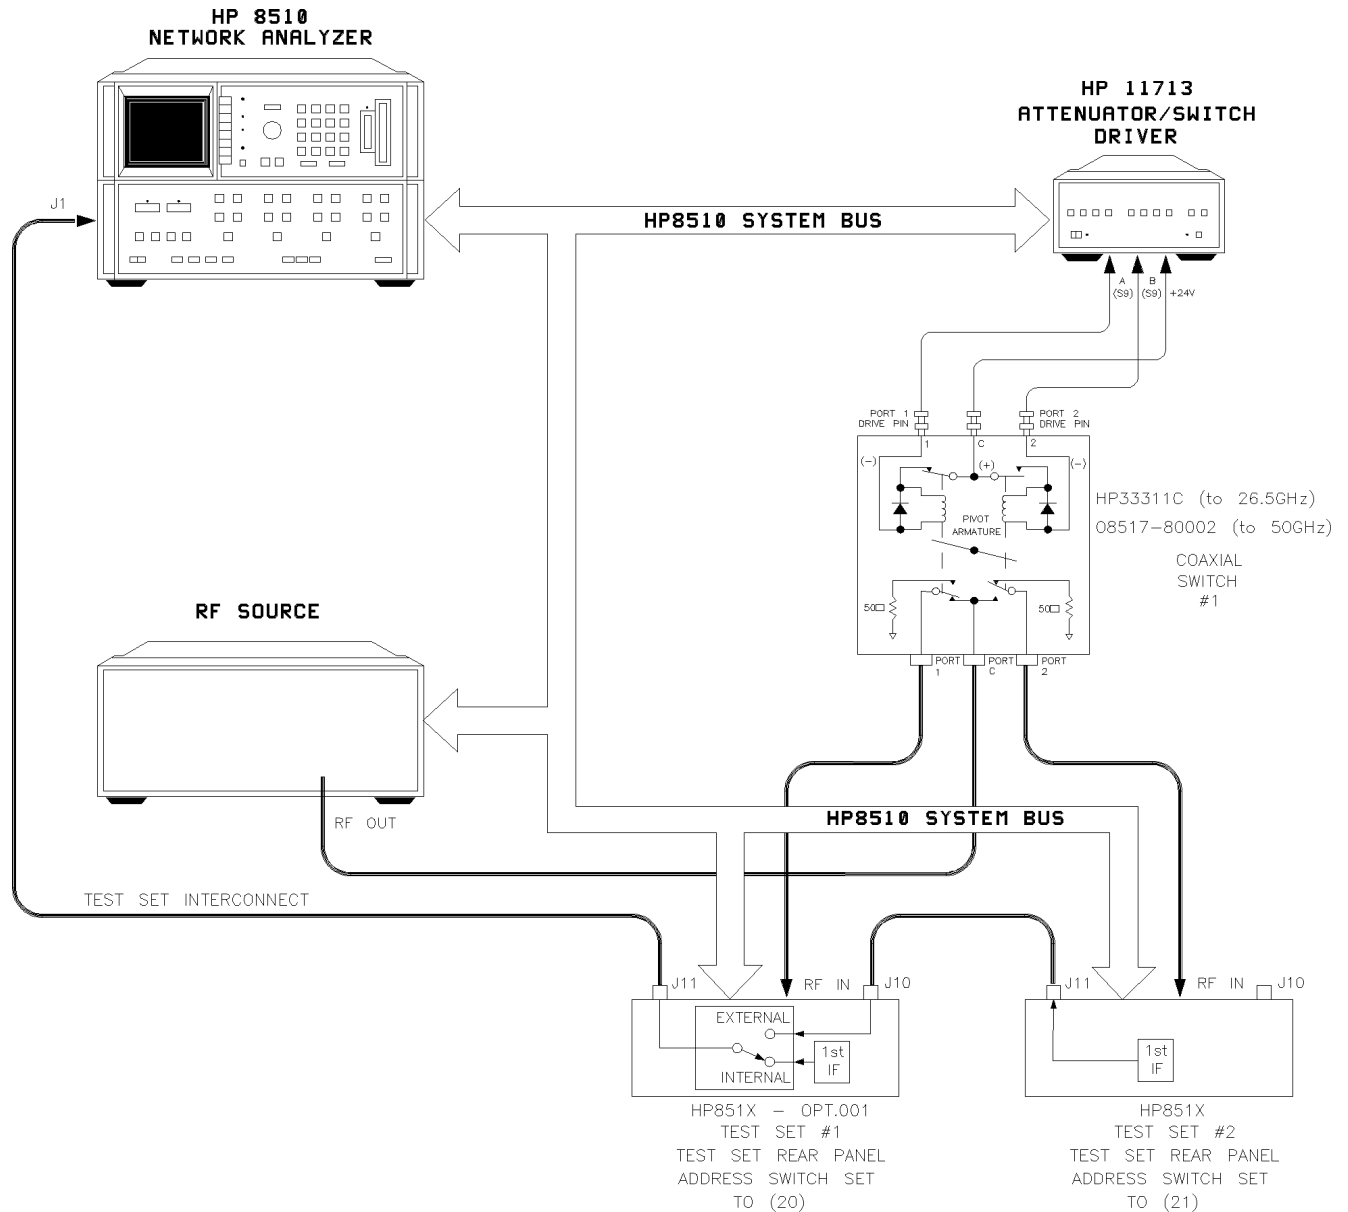 HP 8510
NETWORK ANALYZER
HP 11713
ATTENUATOR/SWITCH
DRIVER
J1
HP8510 SYSTEM BUS
A
(S9)
B
(S9)
+24V
PORT 1
DRIVE PIN
PORT 2
DRIVE PIN
1
C
2
(-)
(+)
(-)
HP33311C (to 26.5GHz)
08517-80002 (to 50GHz)
PIVOT
ARMATURE
COAXIAL
SWITCH
#1
50□
50□
RF SOURCE
PORT
1
PORT
C
PORT
2
RF OUT
HP8510 SYSTEM BUS
TEST SET INTERCONNECT
J11
RF IN
J10
J11
RF IN
J10
EXTERNAL
1st
IF
INTERNAL
1st
IF
HP851X - OPT.001
TEST SET #1
TEST SET REAR PANEL
ADDRESS SWITCH SET
TO (20)
HP851X
TEST SET #2
TEST SET REAR PANEL
ADDRESS SWITCH SET
TO (21)